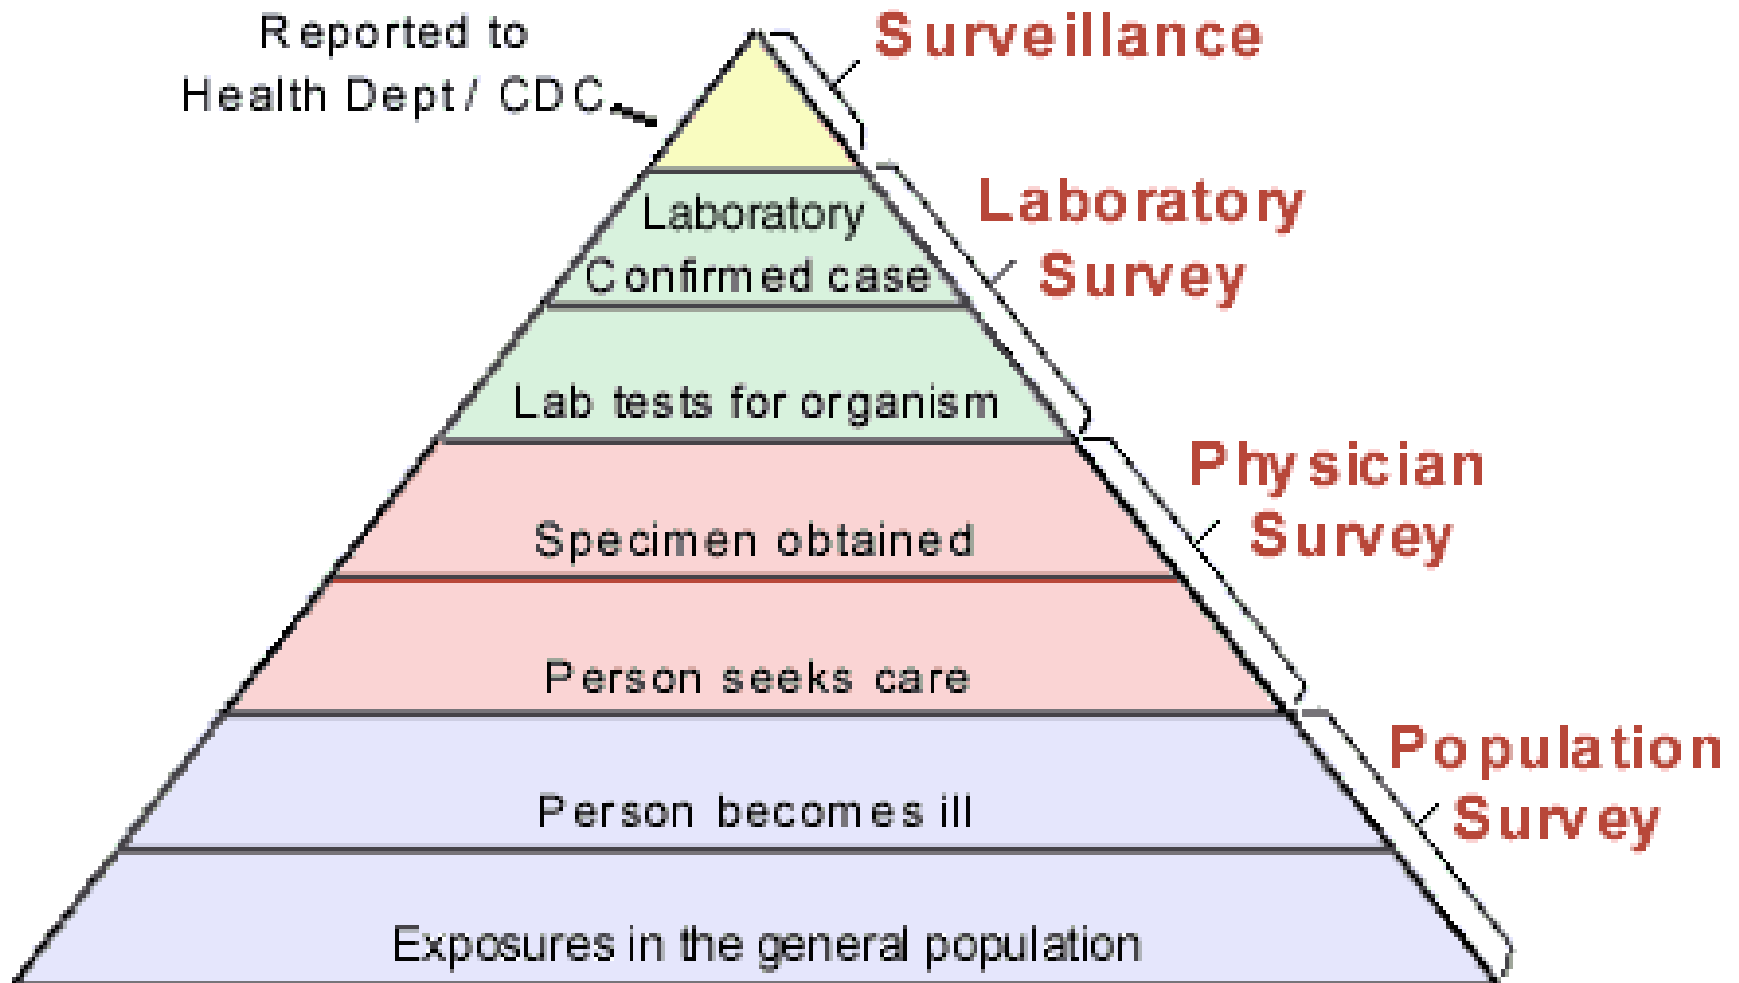 Reported to
Health Dept / CDC
Surveillance
Laboratory
Confirmed case
Laboratory
Survey
Lab tests for organism
Physician
Survey
Specimen obtained
Person seeks care
Population
Survey
Person becomes ill
Exposures in the general population